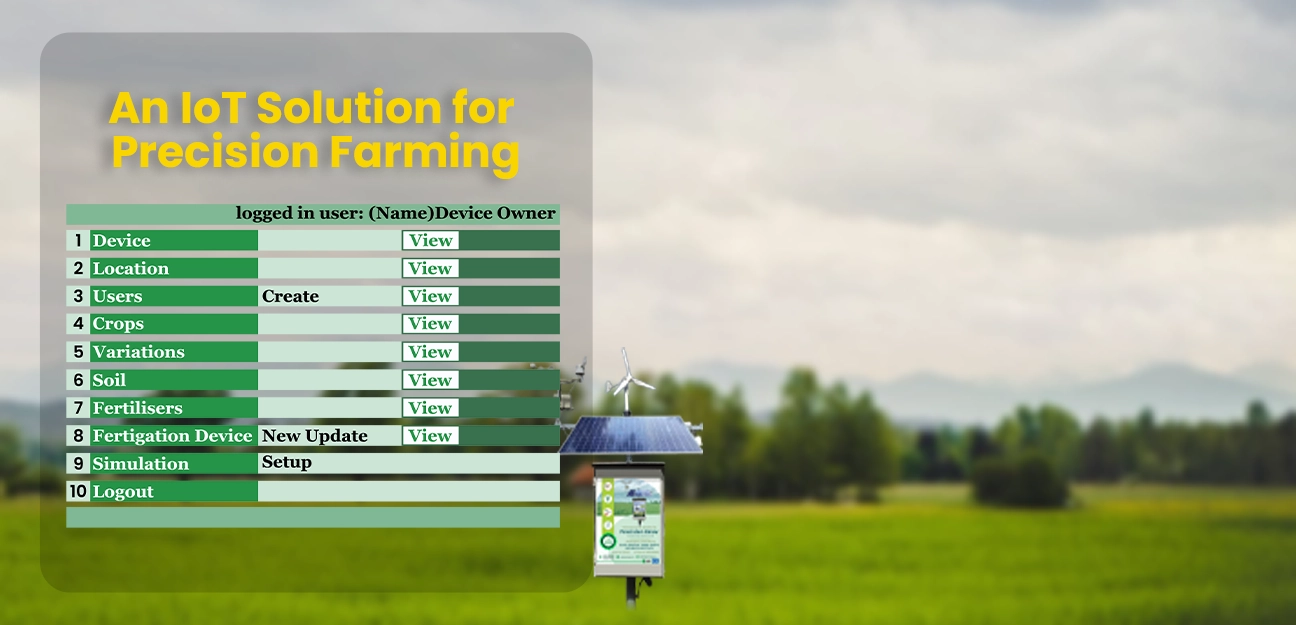 An IoT Solution for
Precision Farming
logged in user: (Name)Device Owner
1 Device View
2 Location View
3 Users Create View
4 Crops View
5 Variations View
6 Soil View
7 Fertilisers View
8 Fertigation Device New Update View
9 Simulation Setup
10 Logout